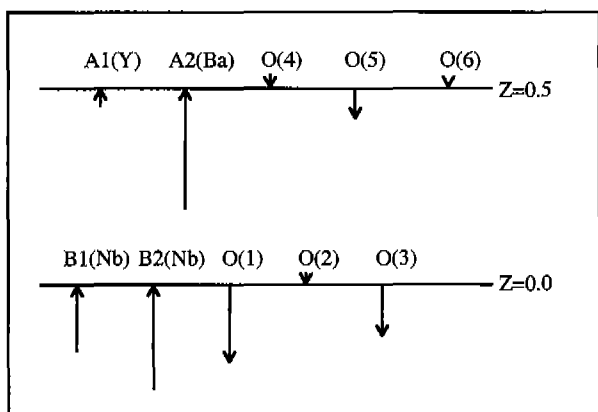 A1(Y) A2(Ba) O(4) O(5) O(6)
Z=0.5
B1(Nb) B2(Nb) O(1) O(2) O(3)
Z=0.0